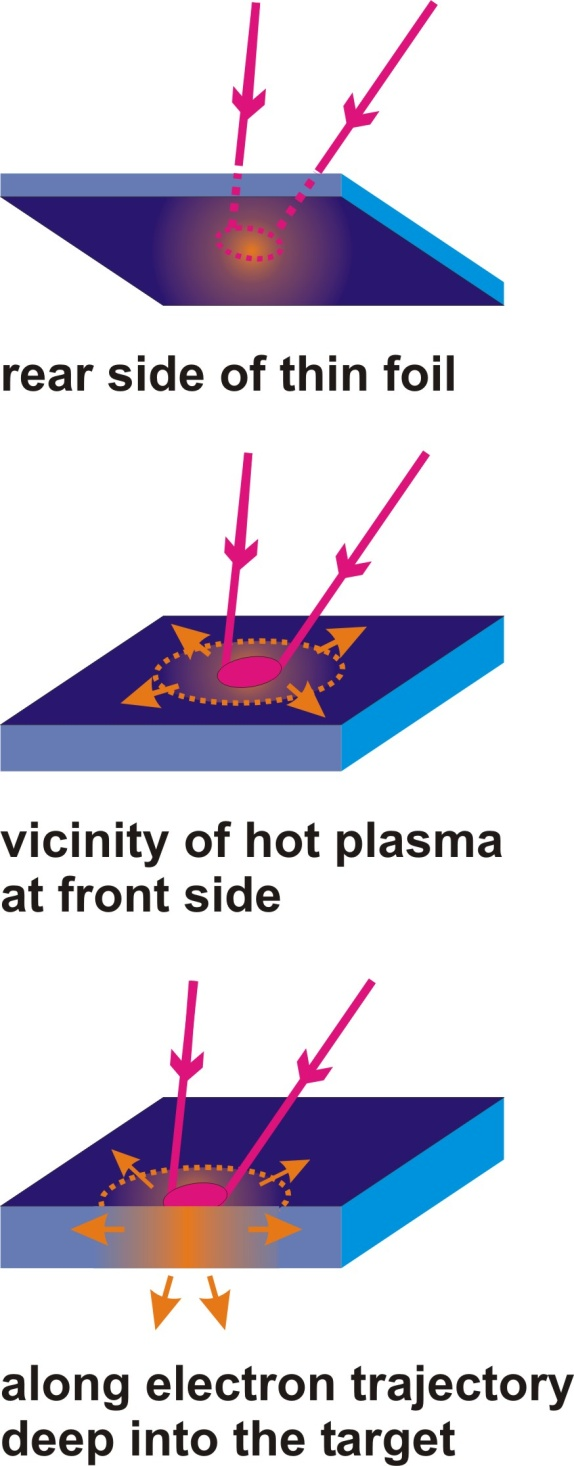 rear side of thin foil
vicinity of hot plasma
at front side
along electron trajectory
deep into the target